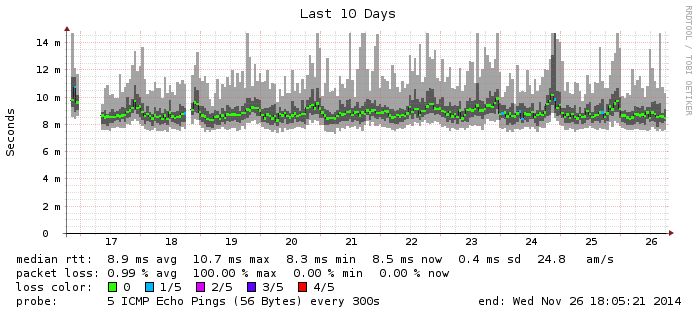 Last 10 Days
RRDTOOL / TOBI OETIKER
Seconds
14 m
12 m
10 m
8 m
6 m
4 m
2 m
0
17 18 19 20 21 22 23 24 25 26
median rtt: 8.9 ms avg 10.7 ms max 8.3 ms min 8.5 ms now 0.4 ms sd 24.8 am/s
packet loss: 0.99 % avg 100.00 % max 0.00 % min 0.00 % now
loss color: 0 1/5 2/5 3/5 4/5
probe: 5 ICMP Echo Pings (56 Bytes) every 300s end: Wed Nov 26 18:05:21 2014